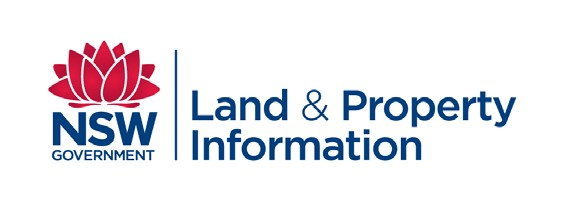 NSW
GOVERNMENT
Land & Property
Information